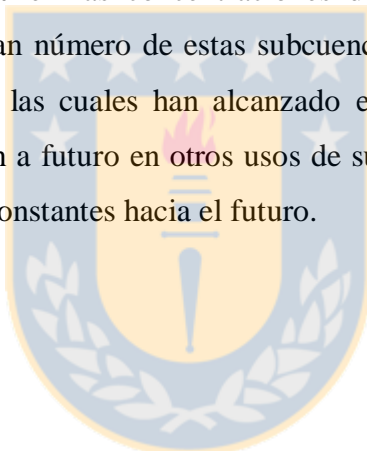 an número de estas subcuenc
las cuales han alcanzado e
a futuro en otros usos de su
onstantes hacia el futuro.